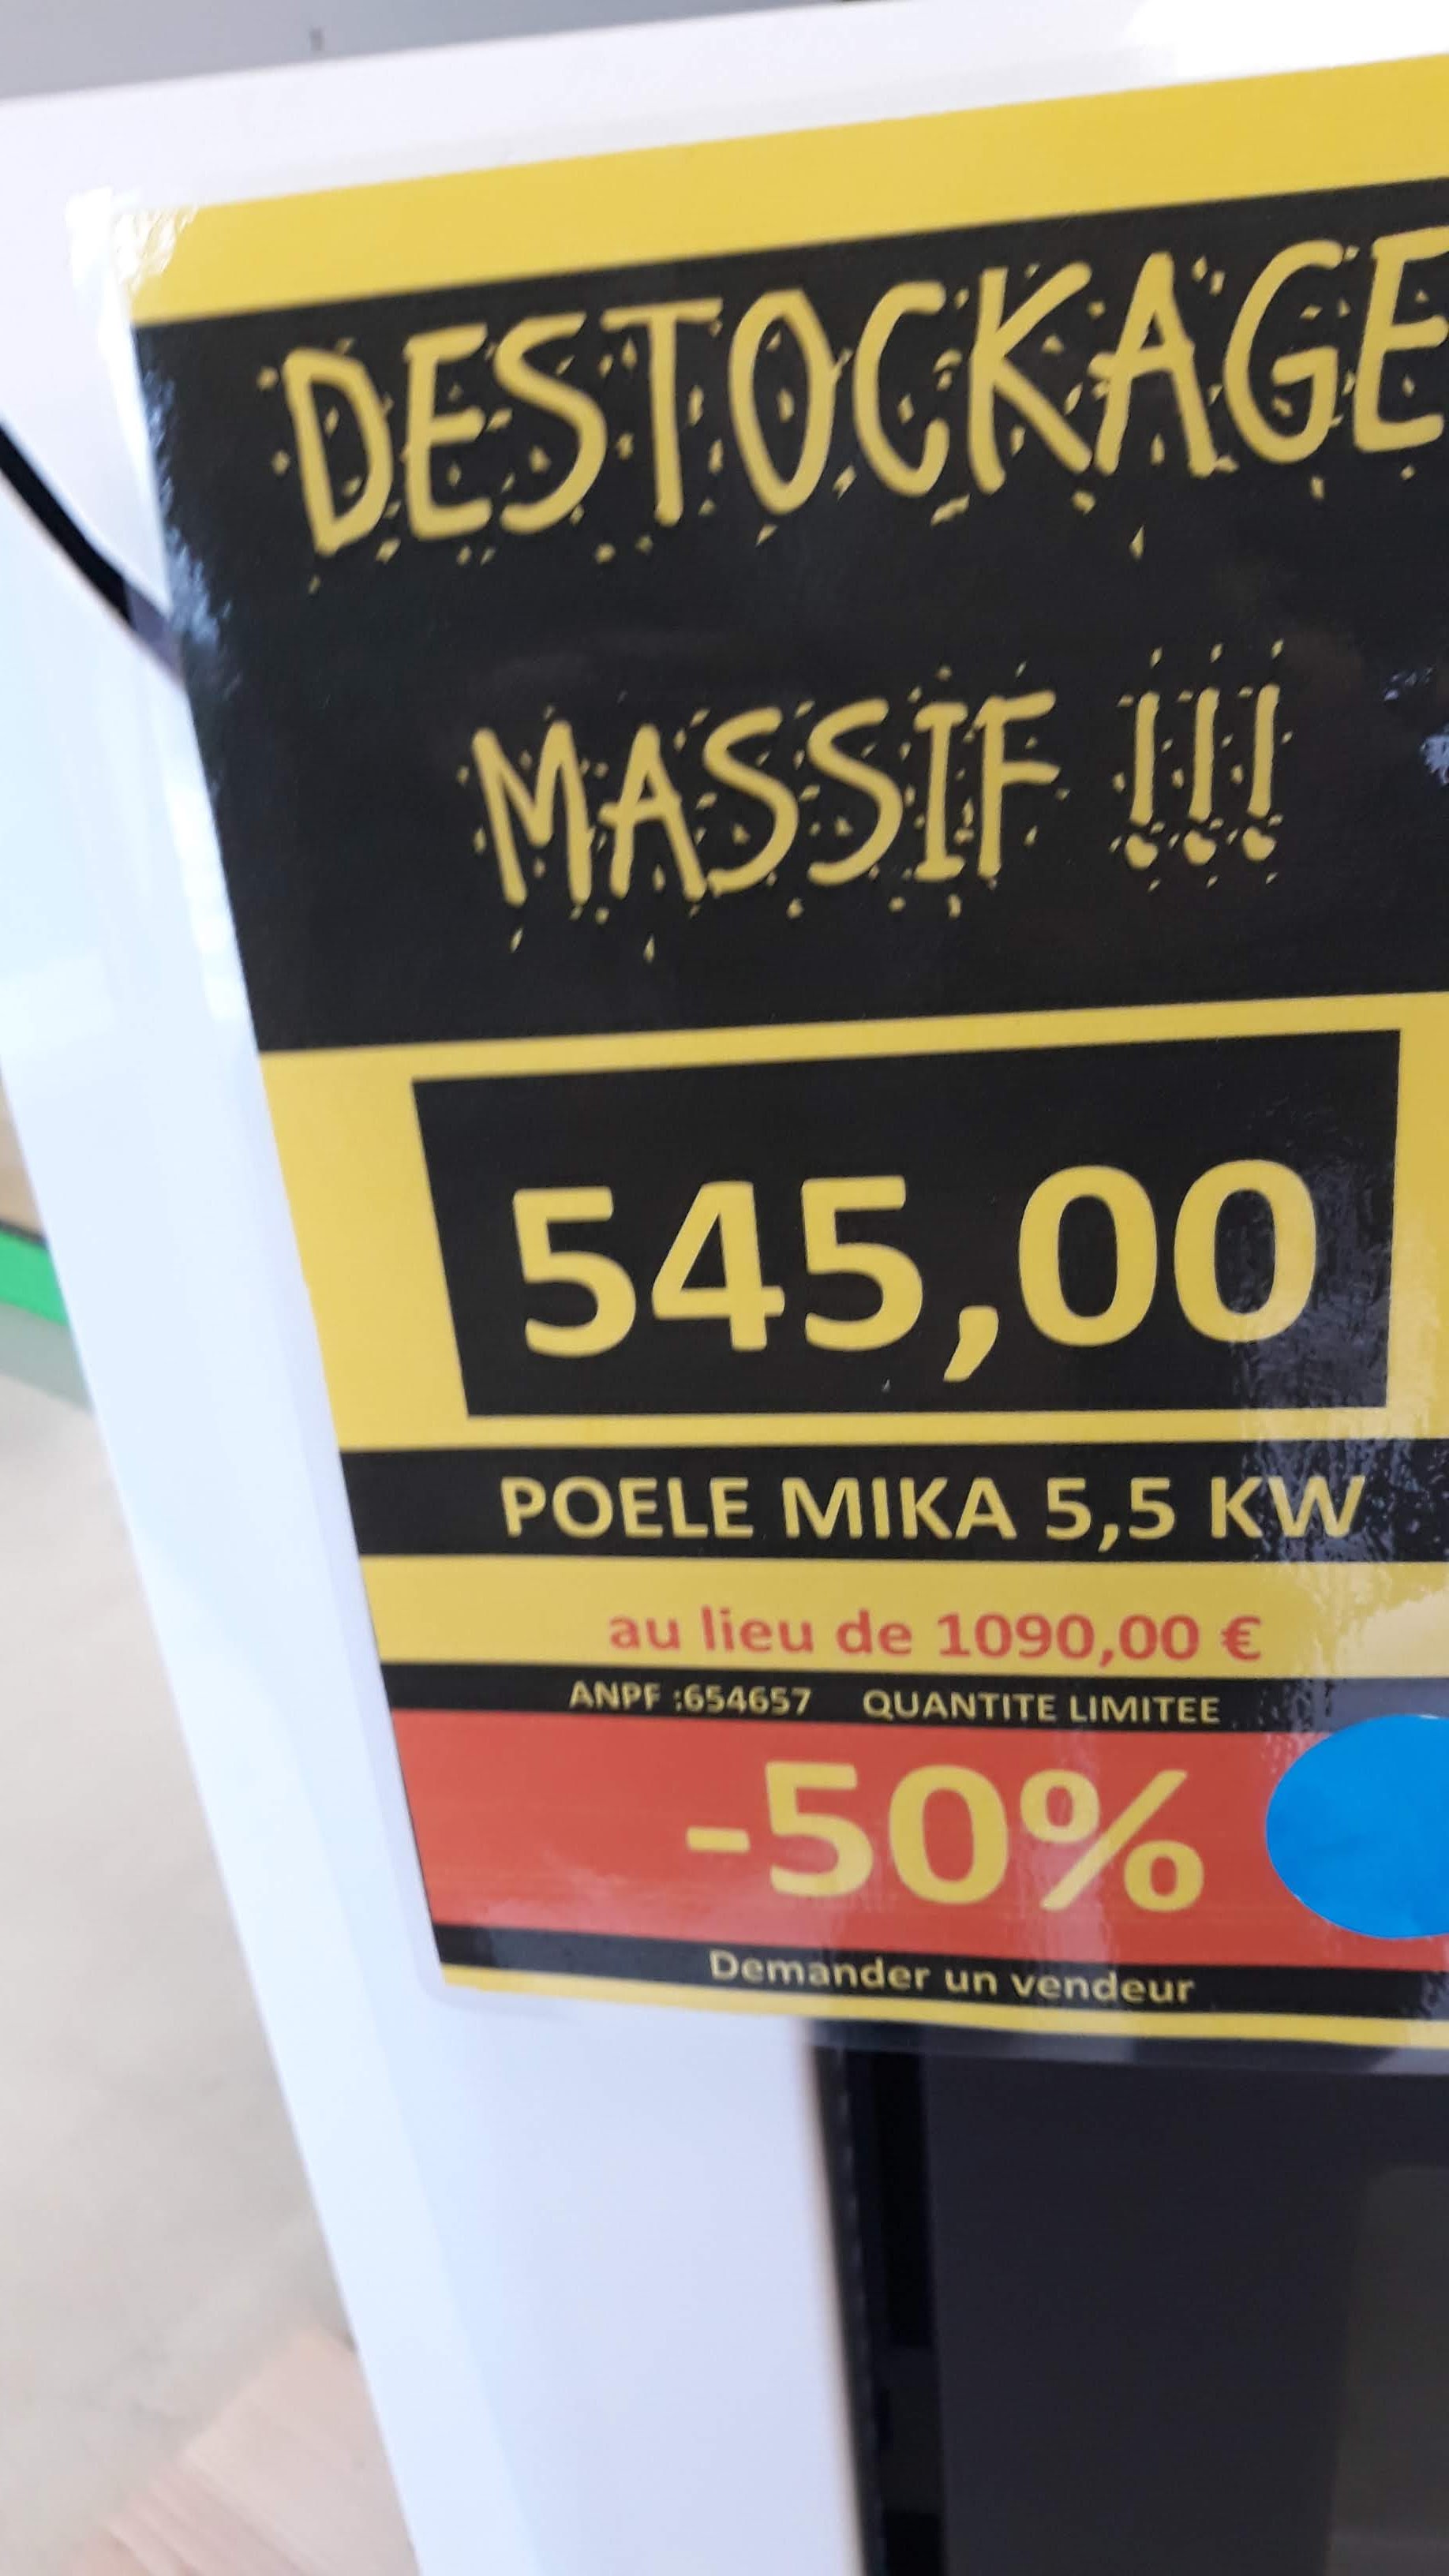 DESTOCKAGE
MASSIF !!!
545,00
POELE MIKA 5,5 KW
au lieu de 1090,00 €
ANPF :654657 QUANTITE LIMITEE
-50%
Demander un vendeur